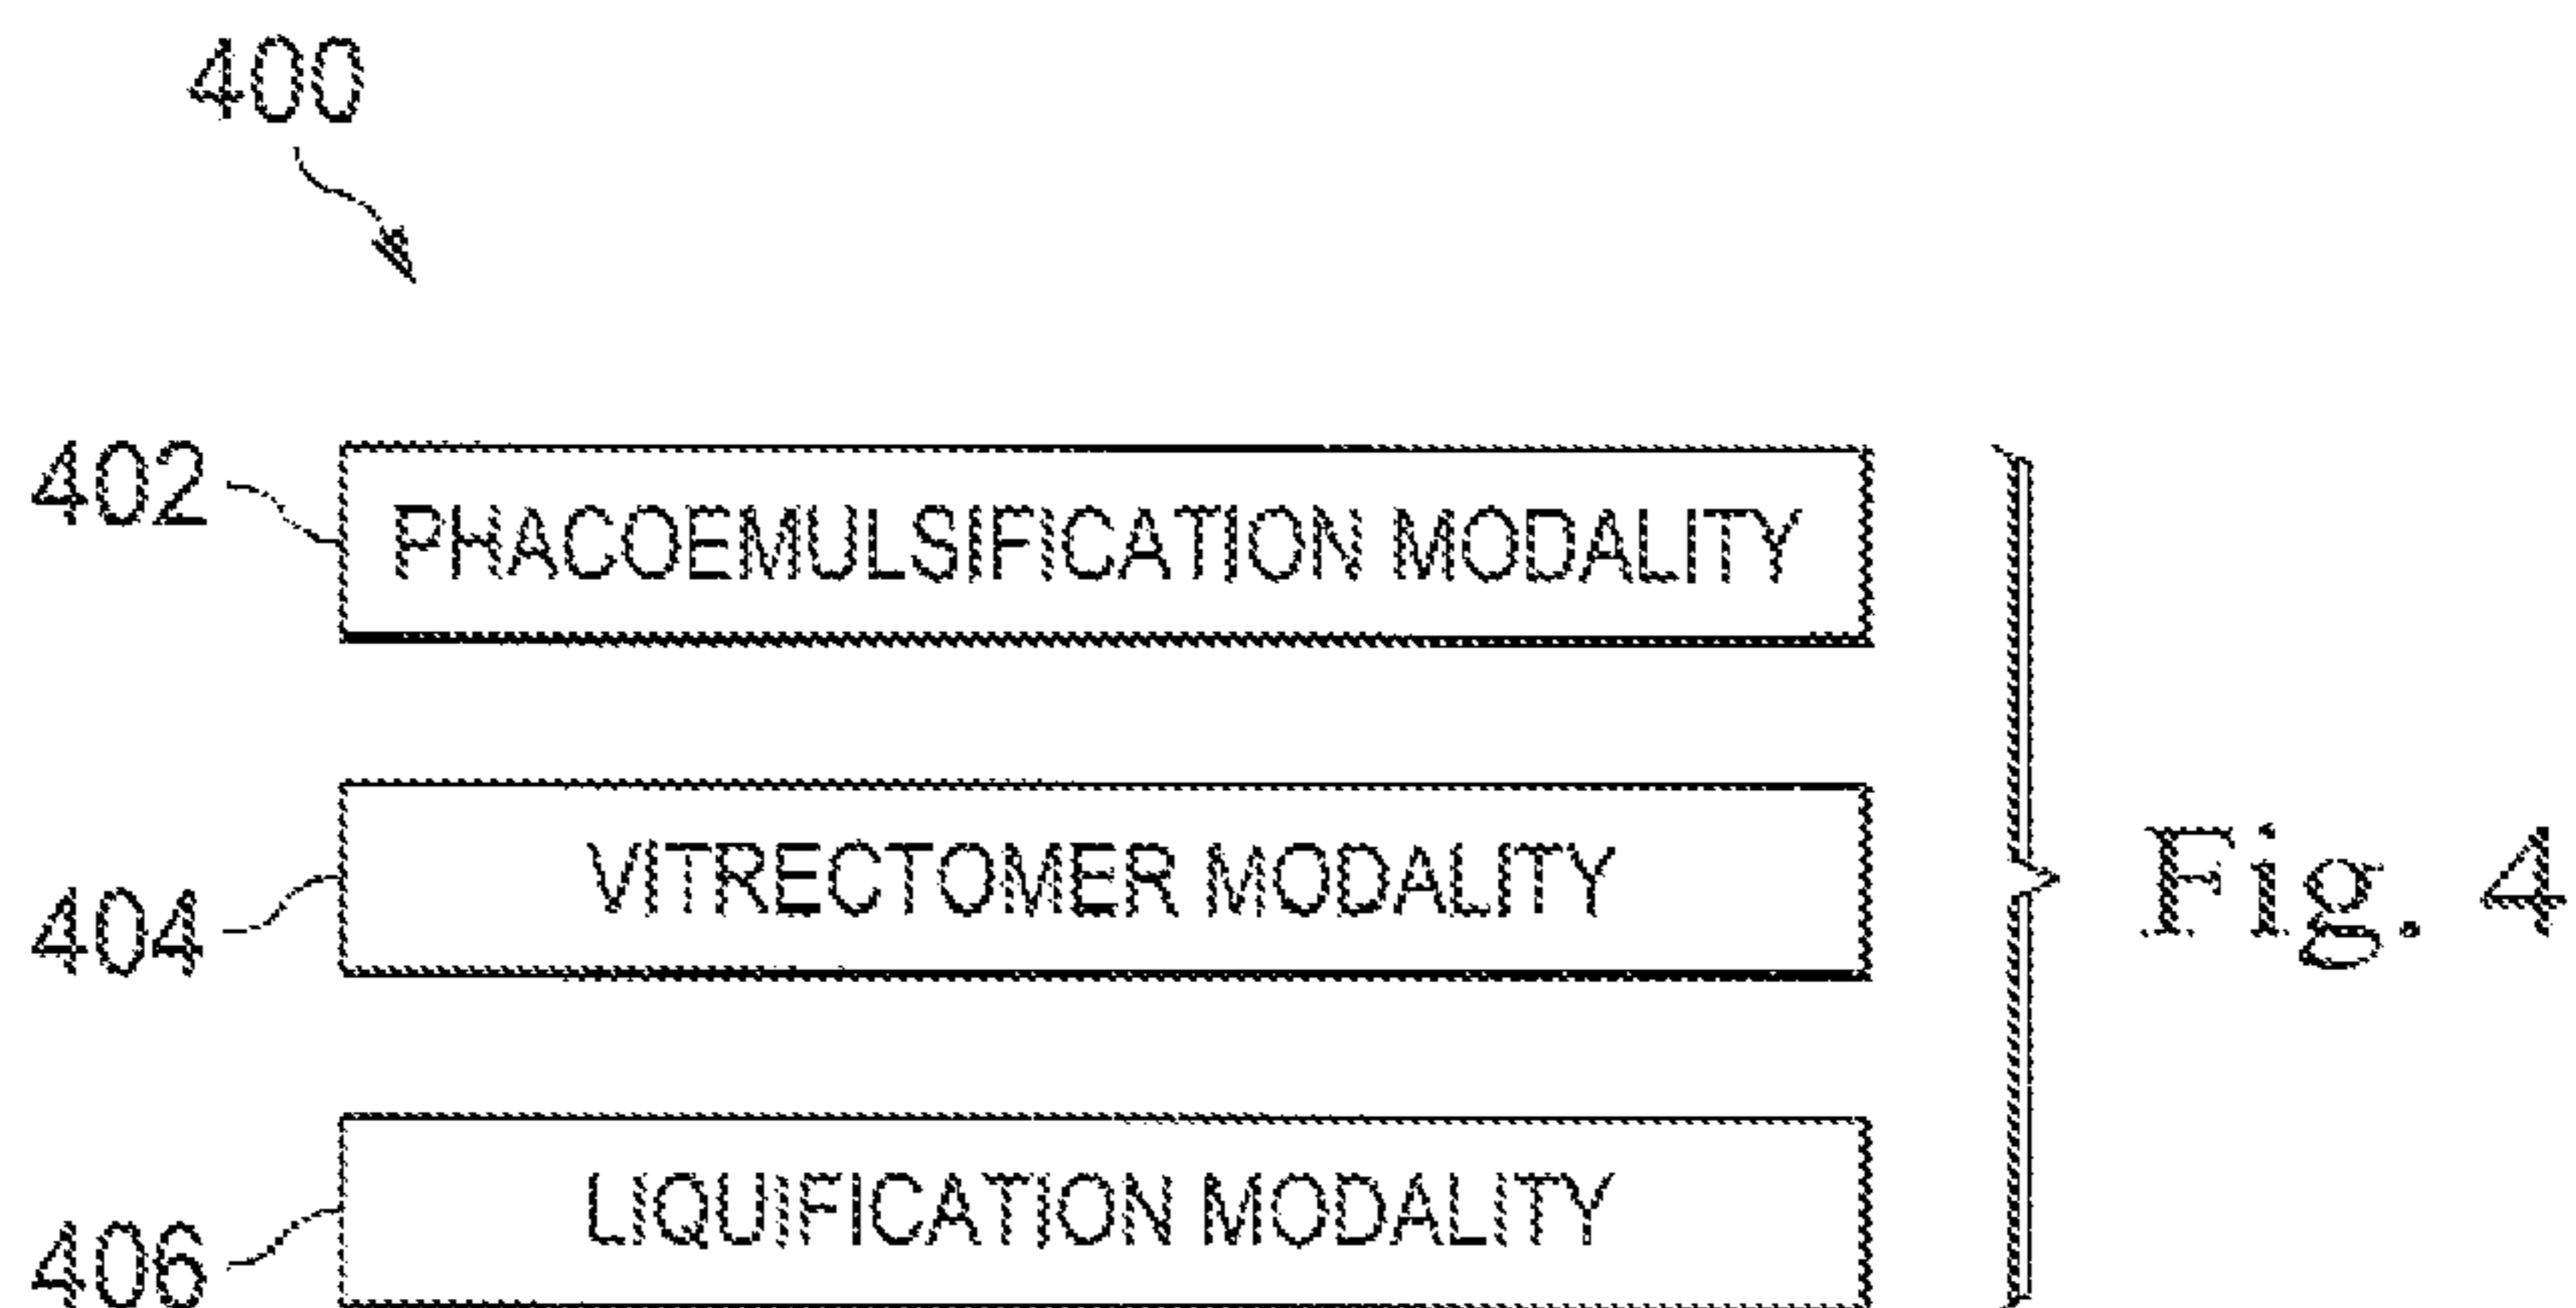 400
402 PHACOEMULSIFICATION MODALITY
404 VITRECTOMER MODALITY
Fig. 4
406 LIQUIFICATION MODALITY